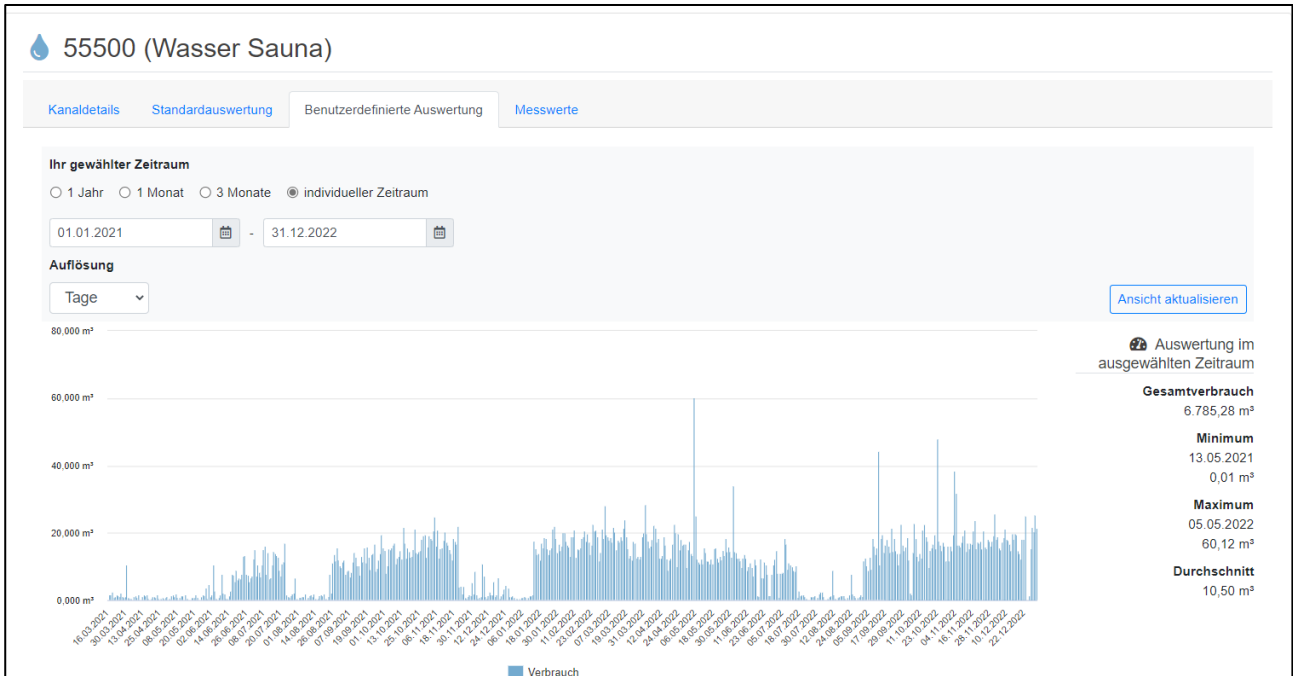 55500 (Wasser Sauna)
Kanaldetails Standardauswertung Benutzerdefinierte Auswertung Messwerte
Ihr gewählter Zeitraum
1 Jahr 1 Monat 3 Monate individueller Zeitraum
01.01.2021 - 31.12.2022
Auflösung
Tage
Ansicht aktualisieren
80,000 m³
60,000 m³
40,000 m³
20,000 m³
0,000 m³
16.03.2021 30.03.2021 13.04.2021 25.04.2021 08.05.2021 20.05.2021 02.06.2021 14.06.2021 26.06.2021 08.07.2021 20.07.2021 01.08.2021 14.08.2021 26.08.2021 07.09.2021 19.09.2021 01.10.2021 13.10.2021 25.10.2021 06.11.2021 18.11.2021 30.11.2021 12.12.2021 24.12.2021 06.01.2022 18.01.2022 30.01.2022 11.02.2022 23.02.2022 07.03.2022 19.03.2022 31.03.2022 12.04.2022 24.04.2022 06.05.2022 18.05.2022 30.05.2022 11.06.2022 23.06.2022 05.07.2022 18.07.2022 30.07.2022 12.08.2022 24.08.2022 05.09.2022 17.09.2022 29.09.2022 11.10.2022 23.10.2022 04.11.2022 16.11.2022 28.11.2022 10.12.2022 22.12.2022
Verbrauch
Auswertung im
ausgewählten Zeitraum
Gesamtverbrauch
6.785,28 m³
Minimum
13.05.2021
0,01 m³
Maximum
05.05.2022
60,12 m³
Durchschnitt
10,50 m³